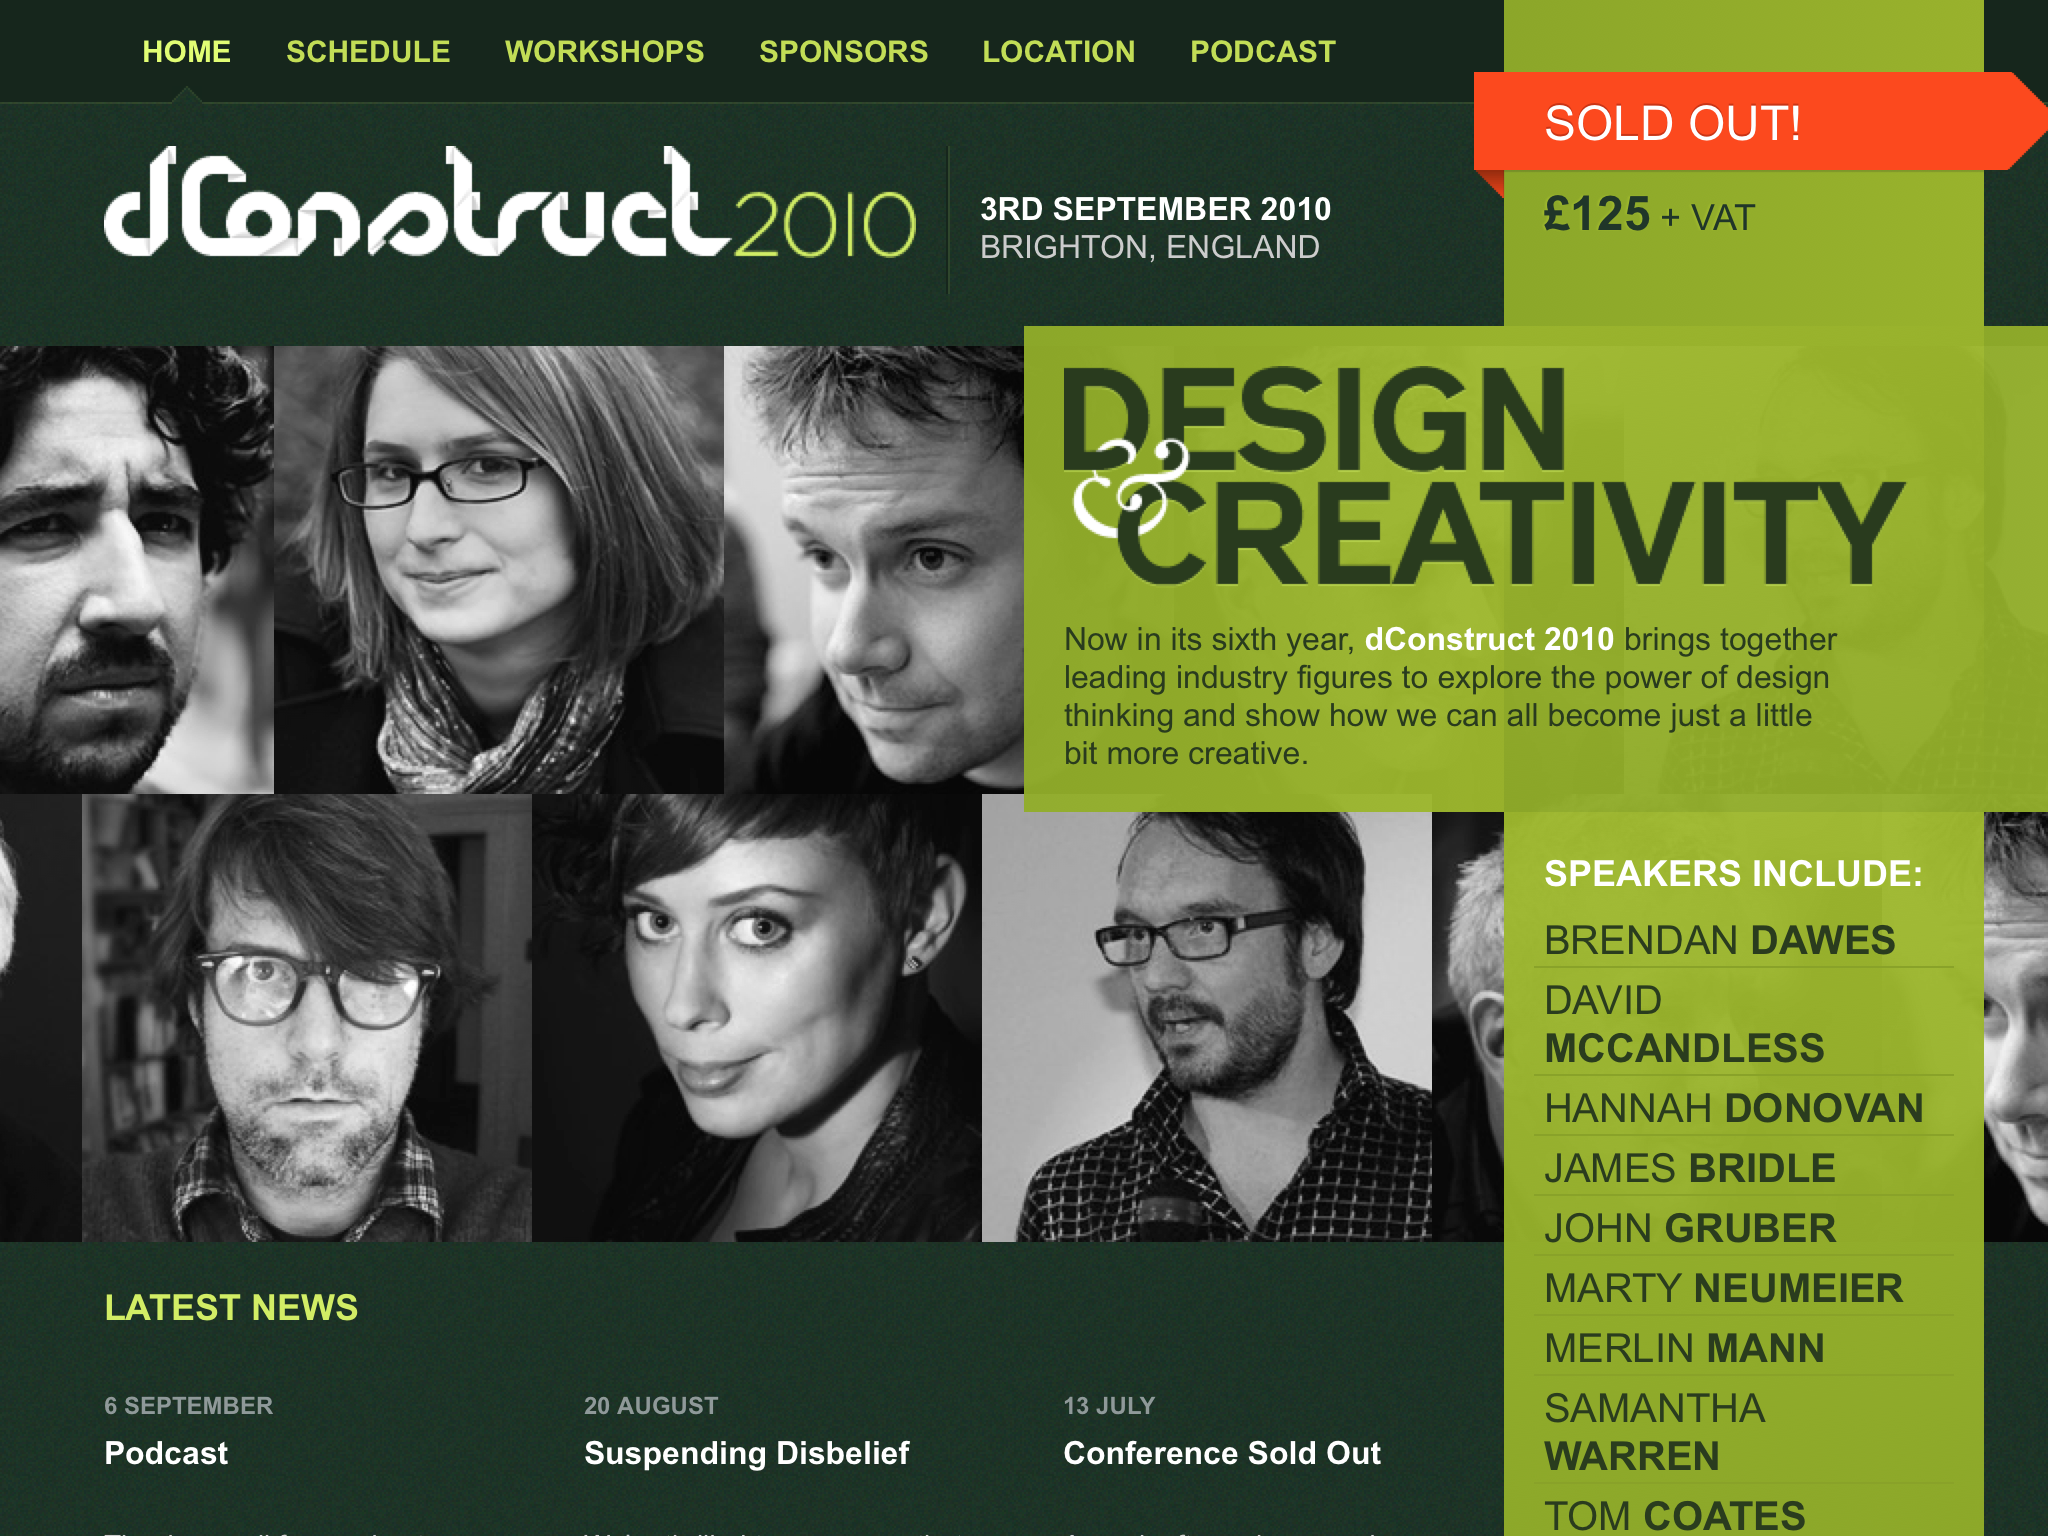 HOME SCHEDULE WORKSHOPS SPONSORS LOCATION PODCAST
dConstruct 2010
3RD SEPTEMBER 2010
BRIGHTON, ENGLAND
SOLD OUT!
£125 + VAT
DESIGN
&
CREATIVITY
Now in its sixth year, dConstruct 2010 brings together
leading industry figures to explore the power of design
thinking and show how we can all become just a little
bit more creative.
SPEAKERS INCLUDE:
BRENDAN DAWES
DAVID
MCCANDLESS
HANNAH DONOVAN
JAMES BRIDLE
JOHN GRUBER
MARTY NEUMEIER
MERLIN MANN
SAMANTHA
WARREN
TOM COATES
LATEST NEWS
6 SEPTEMBER
Podcast
20 AUGUST
Suspending Disbelief
13 JULY
Conference Sold Out